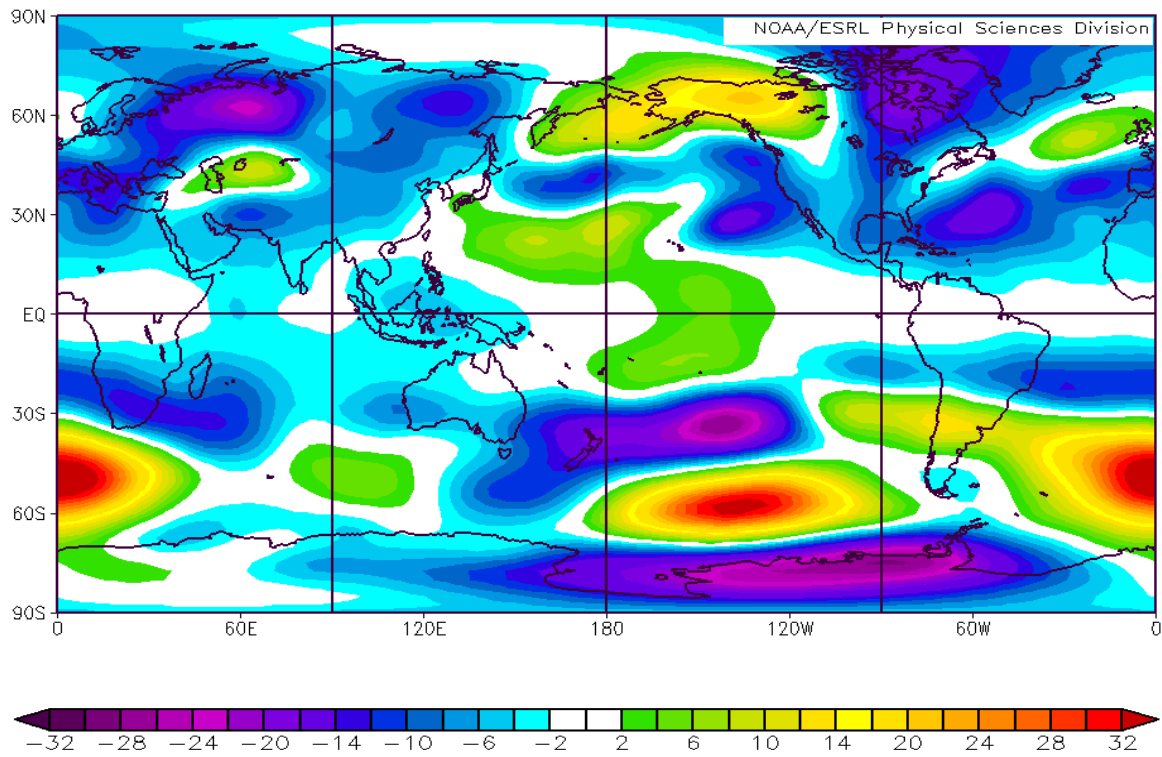 90N
NOAA/ESRL Physical Sciences Division
60N
30N
EQ
30S
60S
90S
0 60E 120E 180 120W 60W 0
−32 −28 −24 −20 −14 −10 −6 −2 2 6 10 14 20 24 28 32